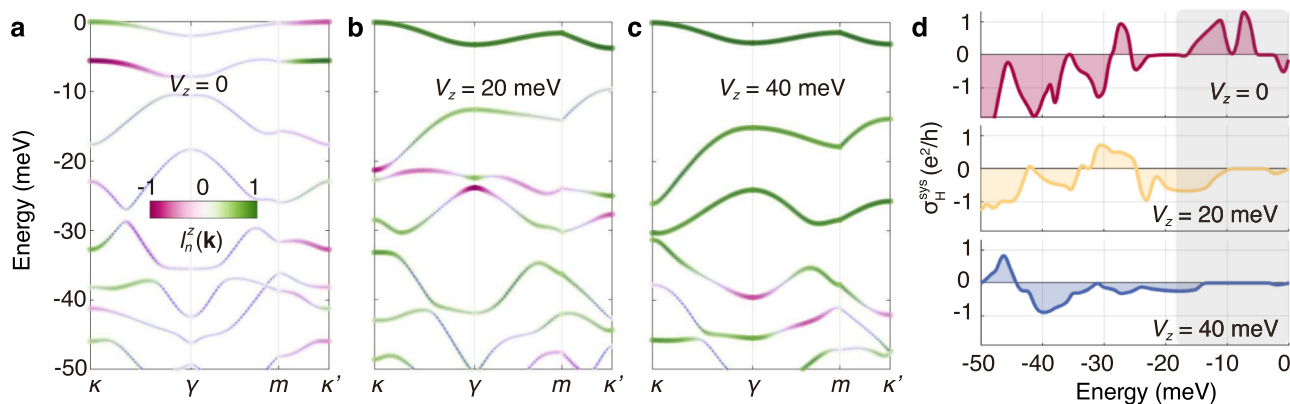 a
b
c
d
Energy (meV)
0
-10
-20
-30
-40
-50
V_z = 0
-1 0 1
l_n^z(k)
κ γ m κ'
V_z = 20 meV
κ γ m κ'
V_z = 40 meV
κ γ m κ'
σ_H^sys (e²/h)
1
0
-1
V_z = 0
1
0
-1
V_z = 20 meV
1
0
-1
V_z = 40 meV
-50 -40 -30 -20 -10 0
Energy (meV)